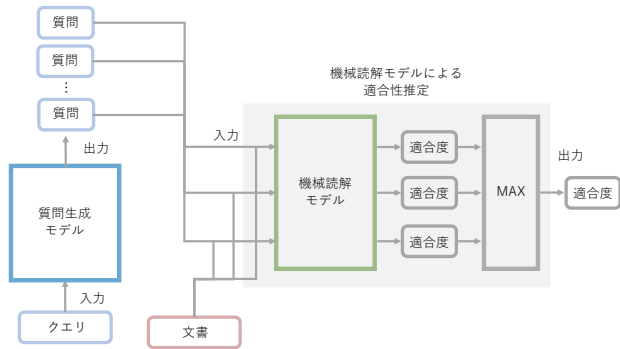 質問
質問
⋮
質問
出力
質問生成
モデル
入力
クエリ
機械読解モデルによる
適合性推定
入力
機械読解
モデル
適合度
適合度
適合度
MAX
出力
適合度
文書